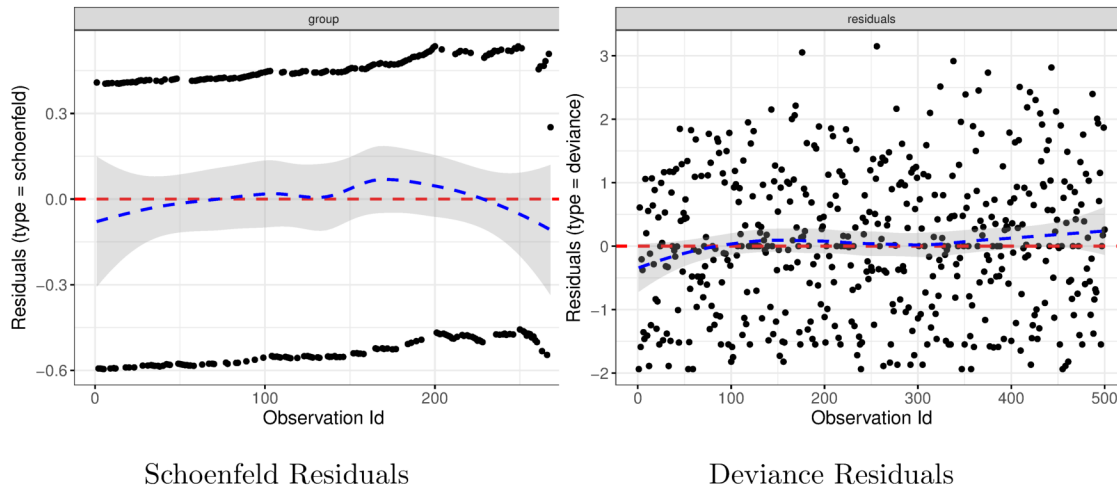 group
Residuals (type = schoenfeld)
0.3
0.0
−0.3
−0.6
0
100
200
Observation Id
Schoenfeld Residuals
residuals
Residuals (type = deviance)
3
2
1
0
−1
−2
0
100
200
300
400
500
Observation Id
Deviance Residuals